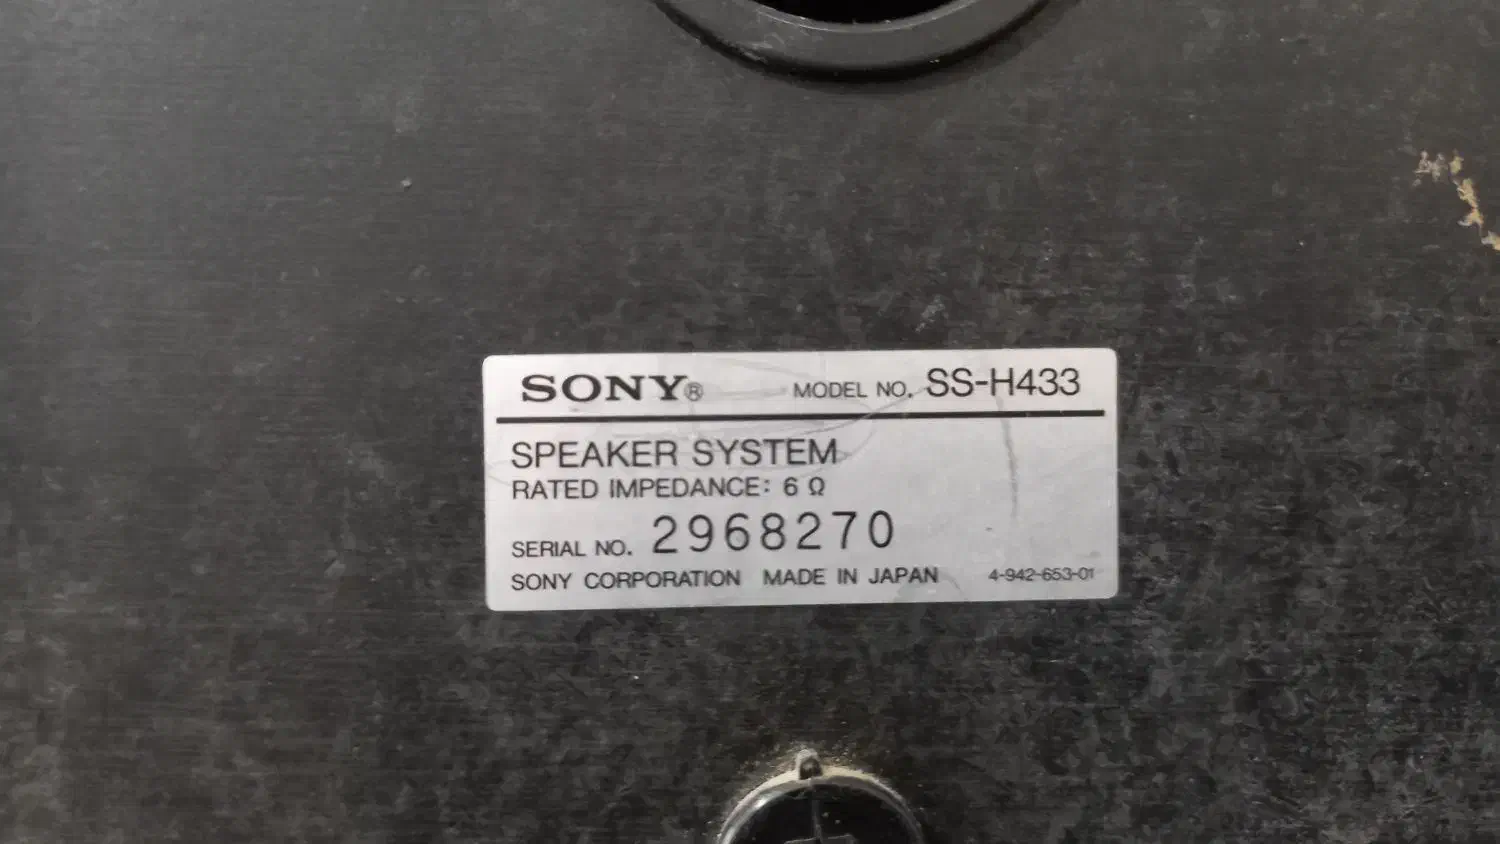 SONY® MODEL NO. SS-H433
SPEAKER SYSTEM
RATED IMPEDANCE: 6 Ω
SERIAL NO. 2968270
SONY CORPORATION MADE IN JAPAN 4-942-653-01